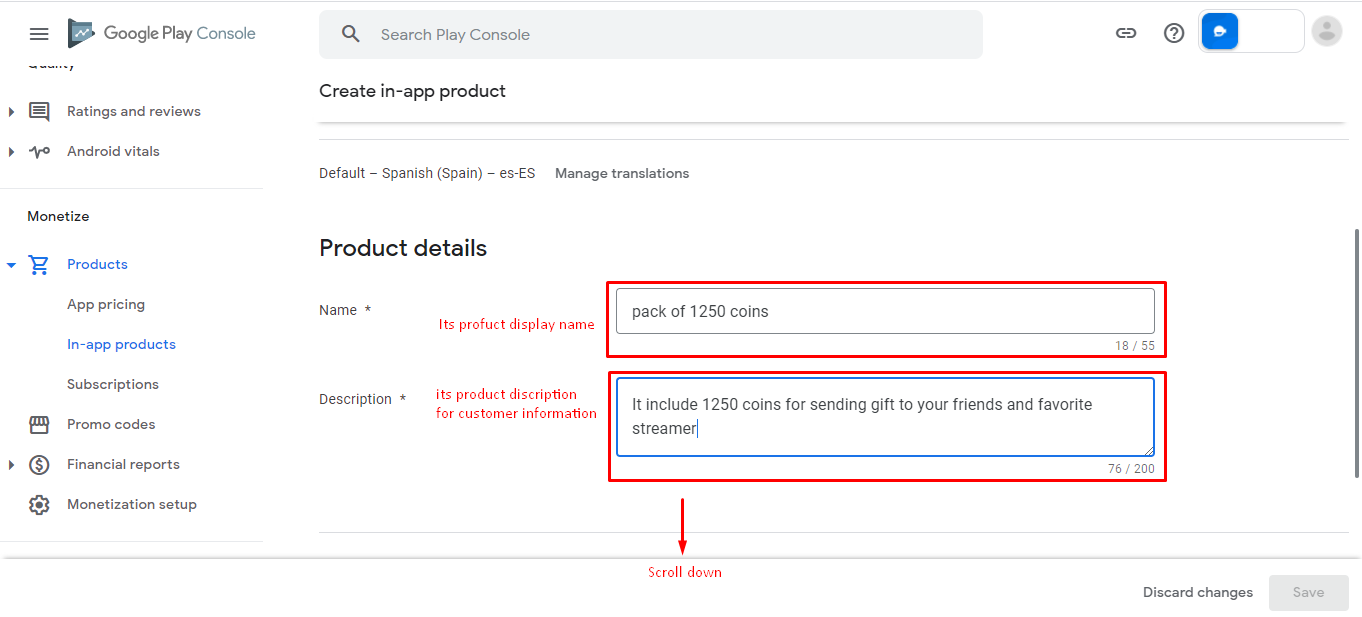 Google Play Console
Search Play Console
Quality
Create in-app product
Ratings and reviews
Android vitals
Default – Spanish (Spain) – es-ES
Manage translations
Monetize
Product details
Products
App pricing
In-app products
Subscriptions
Promo codes
Financial reports
Monetization setup
Name *
Its profuct display name
pack of 1250 coins
18 / 55
Description *
its product discription
for customer information
It include 1250 coins for sending gift to your friends and favorite
streamer
76 / 200
Scroll down
Discard changes
Save